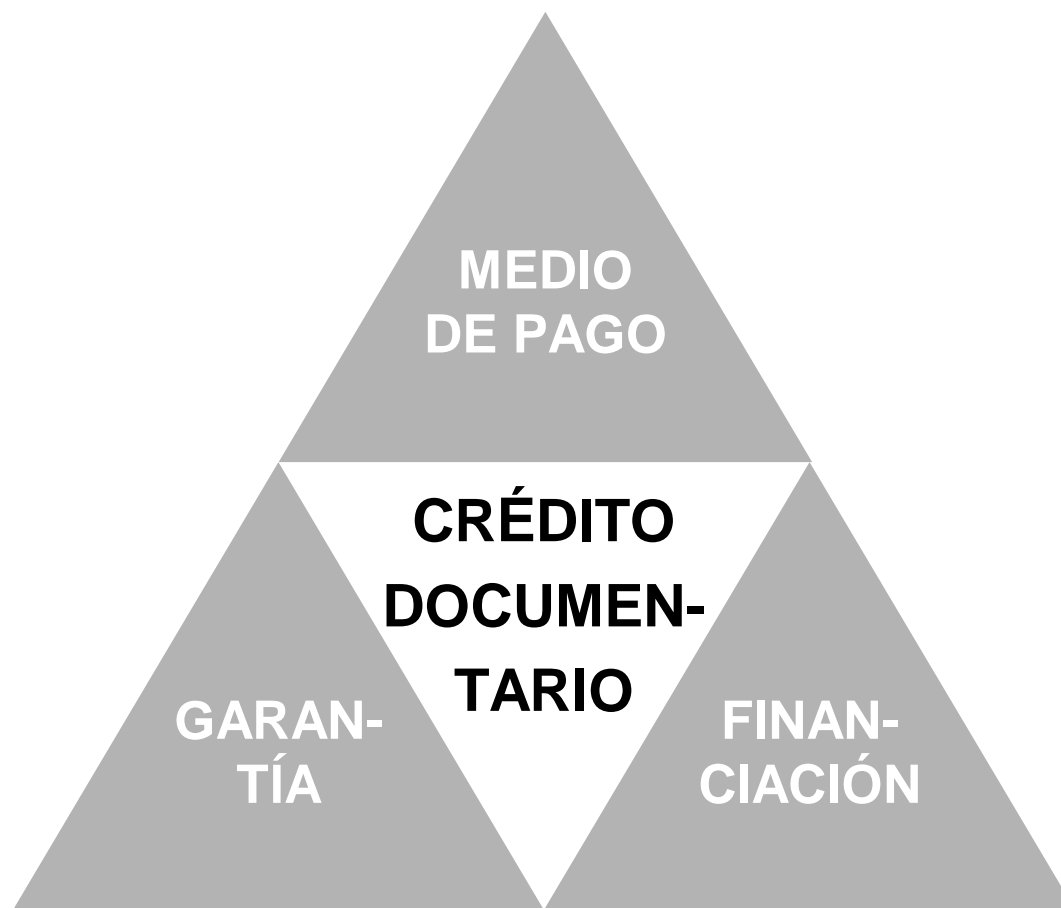 MEDIO
DE PAGO
CRÉDITO
DOCUMEN-
TARIO
GARAN-
TÍA
FINAN-
CIACIÓN